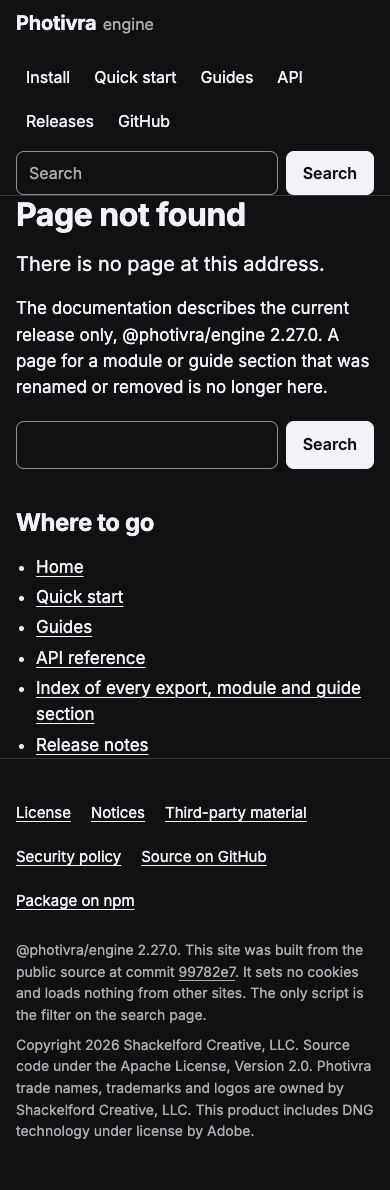 Photivra engine
Install Quick start Guides API
Releases GitHub
Search Search
Page not found
There is no page at this address.
The documentation describes the current
release only, @photivra/engine 2.27.0. A
page for a module or guide section that was
renamed or removed is no longer here.
Search
Where to go
• Home
• Quick start
• Guides
• API reference
• Index of every export, module and guide
section
• Release notes
License Notices Third-party material
Security policy Source on GitHub
Package on npm
@photivra/engine 2.27.0. This site was built from the
public source at commit 99782e7. It sets no cookies
and loads nothing from other sites. The only script is
the filter on the search page.
Copyright 2026 Shackelford Creative, LLC. Source
code under the Apache License, Version 2.0. Photivra
trade names, trademarks and logos are owned by
Shackelford Creative, LLC. This product includes DNG
technology under license by Adobe.